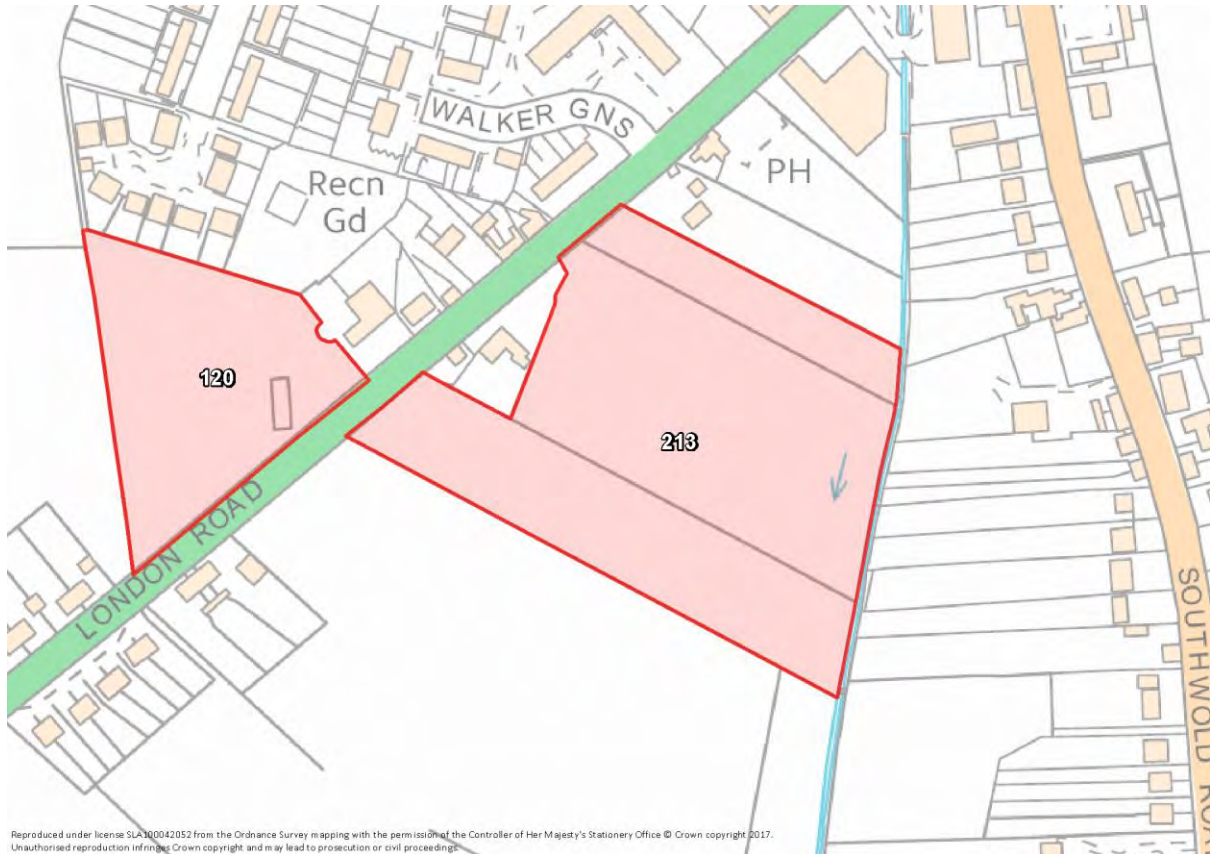 WALKER GNS
PH
Recn
Gd
120
213
LONDON ROAD
SOUTHWOLD ROAD
Reproduced under license SLA100042052 from the Ordnance Survey mapping with the permission of the Controller of Her Majesty's Stationery Office © Crown copyright 2017.
Unauthorised reproduction infringes Crown copyright and may lead to prosecution or civil proceedings.